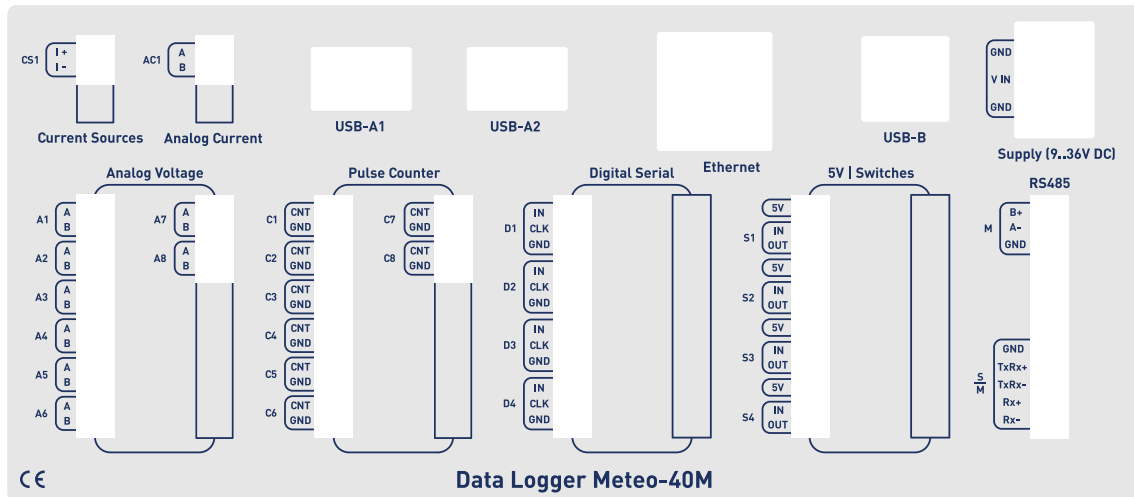 CS1
I +
I -
Current Sources
AC1
A
B
Analog Current
USB-A1
USB-A2
Ethernet
USB-B
GND
V IN
GND
Supply (9..36V DC)
Analog Voltage
A1
A
B
A2
A
B
A3
A
B
A4
A
B
A5
A
B
A6
A
B
A7
A
B
A8
A
B
Pulse Counter
C1
CNT
GND
C2
CNT
GND
C3
CNT
GND
C4
CNT
GND
C5
CNT
GND
C6
CNT
GND
C7
CNT
GND
C8
CNT
GND
Digital Serial
D1
IN
CLK
GND
D2
IN
CLK
GND
D3
IN
CLK
GND
D4
IN
CLK
GND
5V | Switches
5V
S1
IN
OUT
5V
S2
IN
OUT
5V
S3
IN
OUT
5V
S4
IN
OUT
RS485
M
B+
A-
GND
S
M
GND
TxRx+
TxRx-
Rx+
Rx-
CE
Data Logger Meteo-40M